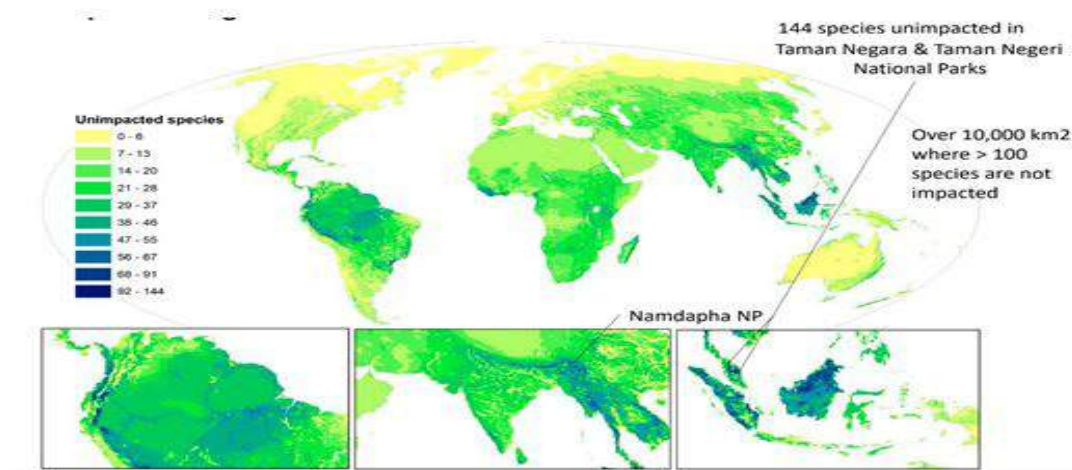 144 species unimpacted in
Taman Negara & Taman Negeri
National Parks
Unimpacted species
0 - 6
7 - 13
14 - 20
21 - 28
29 - 37
38 - 46
47 - 55
56 - 67
68 - 91
92 - 144
Over 10,000 km2
where > 100
species are not
impacted
Namdapha NP